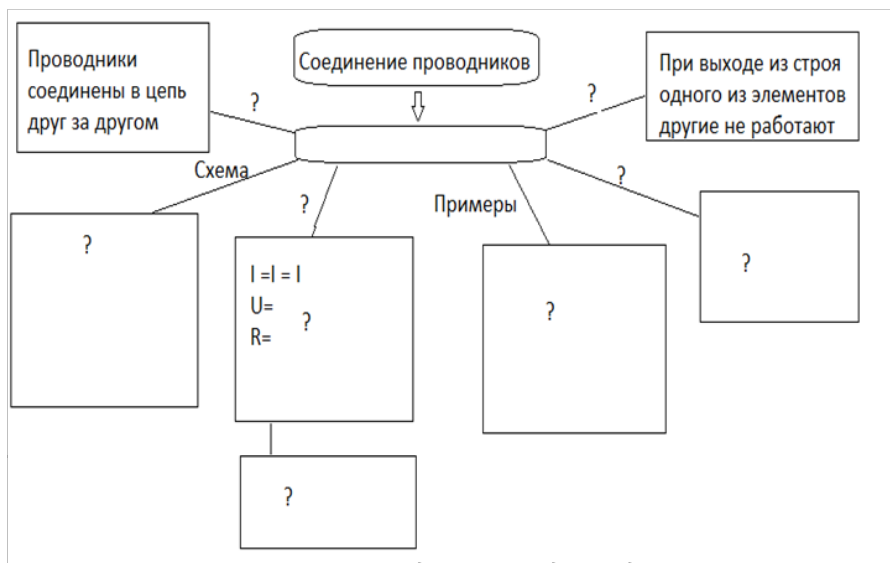 Соединение проводников
Проводники
соединены в цепь
друг за другом
?
?
При выходе из строя
одного из элементов
другие не работают
Схема
?
Примеры
?
?
I =I = I
U=
R=
?
?
?
?